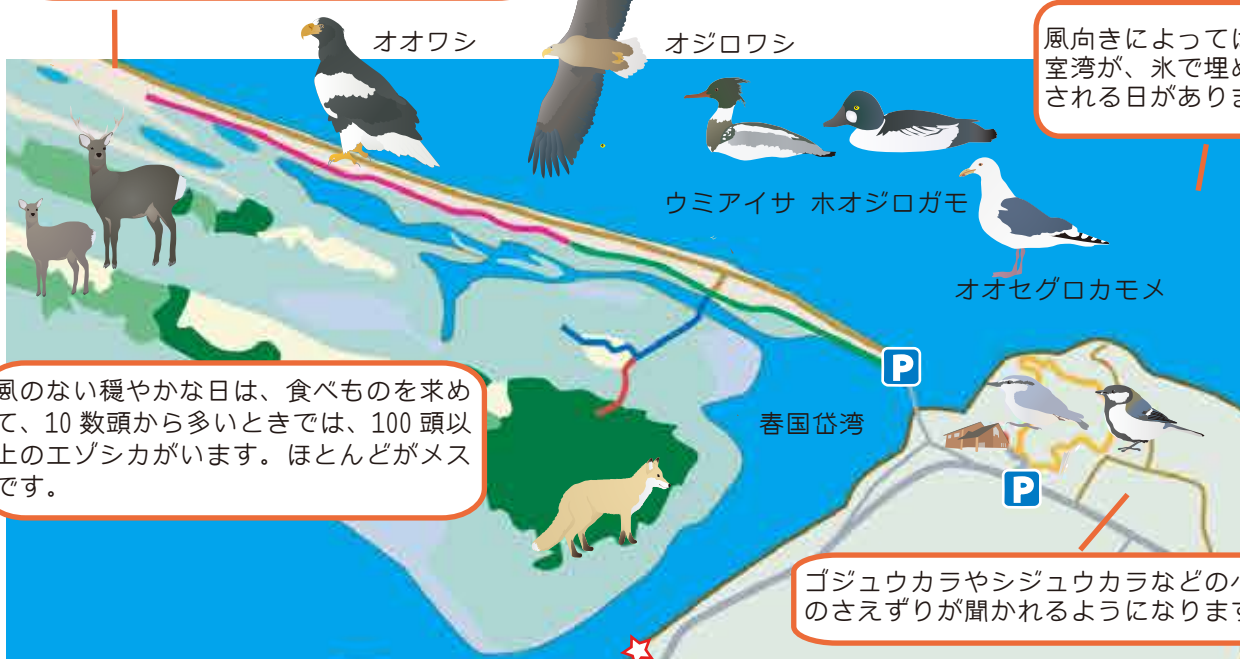 オオワシ
オジロワシ
風向きによっては
室湾が、氷で埋め
される日がありま
ウミアイサ ホオジロガモ
オオセグロカモメ
P
風のない穏やかな日は、食べものを求め
て、10 数頭から多いときでは、100 頭以
上のエゾシカがいます。ほとんどがメス
です。
春国岱湾
P
ゴジュウカラやシジュウカラなどの
のさえずりが聞かれるようになります